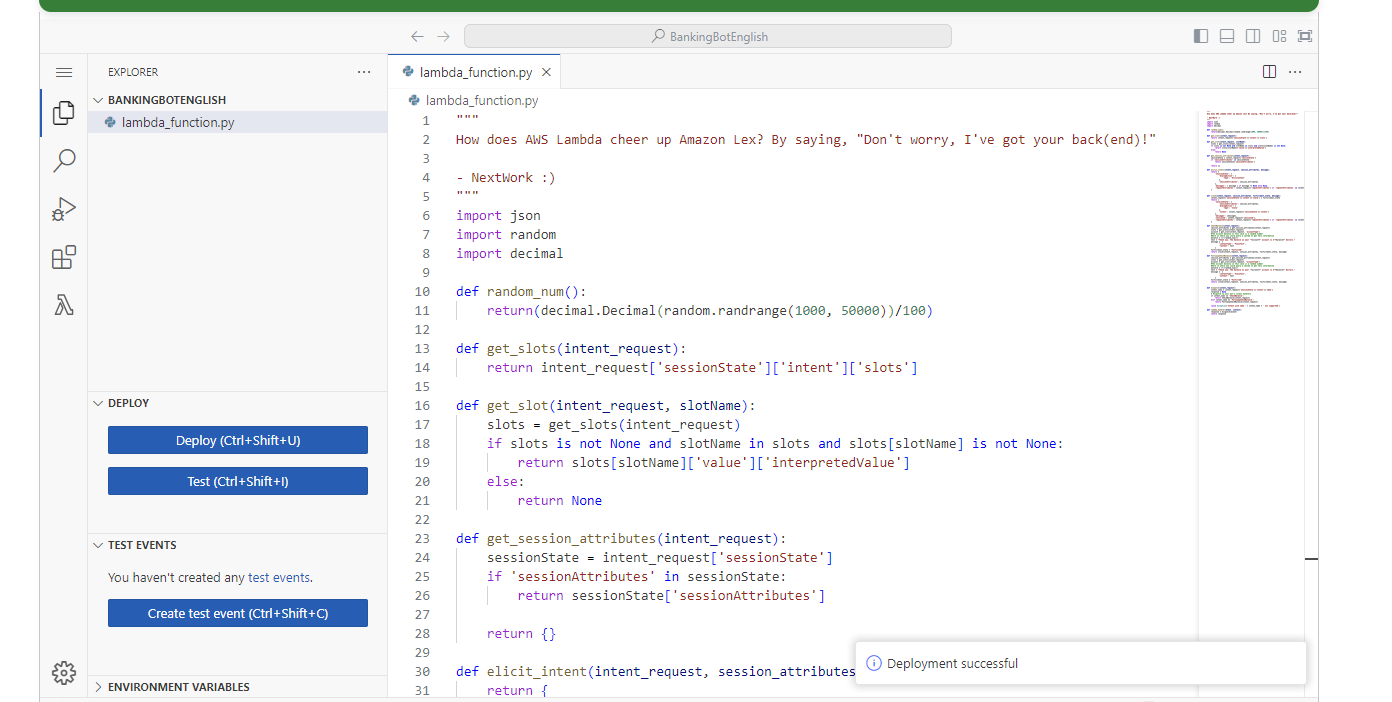 BankingBotEnglish
EXPLORER
BANKINGBOTENGLISH
lambda_function.py
DEPLOY
Deploy (Ctrl+Shift+U)
Test (Ctrl+Shift+I)
TEST EVENTS
You haven't created any test events.
Create test event (Ctrl+Shift+C)
ENVIRONMENT VARIABLES
lambda_function.py
lambda_function.py
1 """
2 How does AWS Lambda cheer up Amazon Lex? By saying, "Don't worry, I've got your back(end)!"
3
4 - NextWork :)
5 """
6 import json
7 import random
8 import decimal
9
10 def random_num():
11     return(decimal.Decimal(random.randrange(1000, 50000))/100)
12
13 def get_slots(intent_request):
14     return intent_request['sessionState']['intent']['slots']
15
16 def get_slot(intent_request, slotName):
17     slots = get_slots(intent_request)
18     if slots is not None and slotName in slots and slots[slotName] is not None:
19         return slots[slotName]['value']['interpretedValue']
20     else:
21         return None
22
23 def get_session_attributes(intent_request):
24     sessionState = intent_request['sessionState']
25     if 'sessionAttributes' in sessionState:
26         return sessionState['sessionAttributes']
27
28     return {}
29
30 def elicit_intent(intent_request, session_attributes
31     return {
Deployment successful